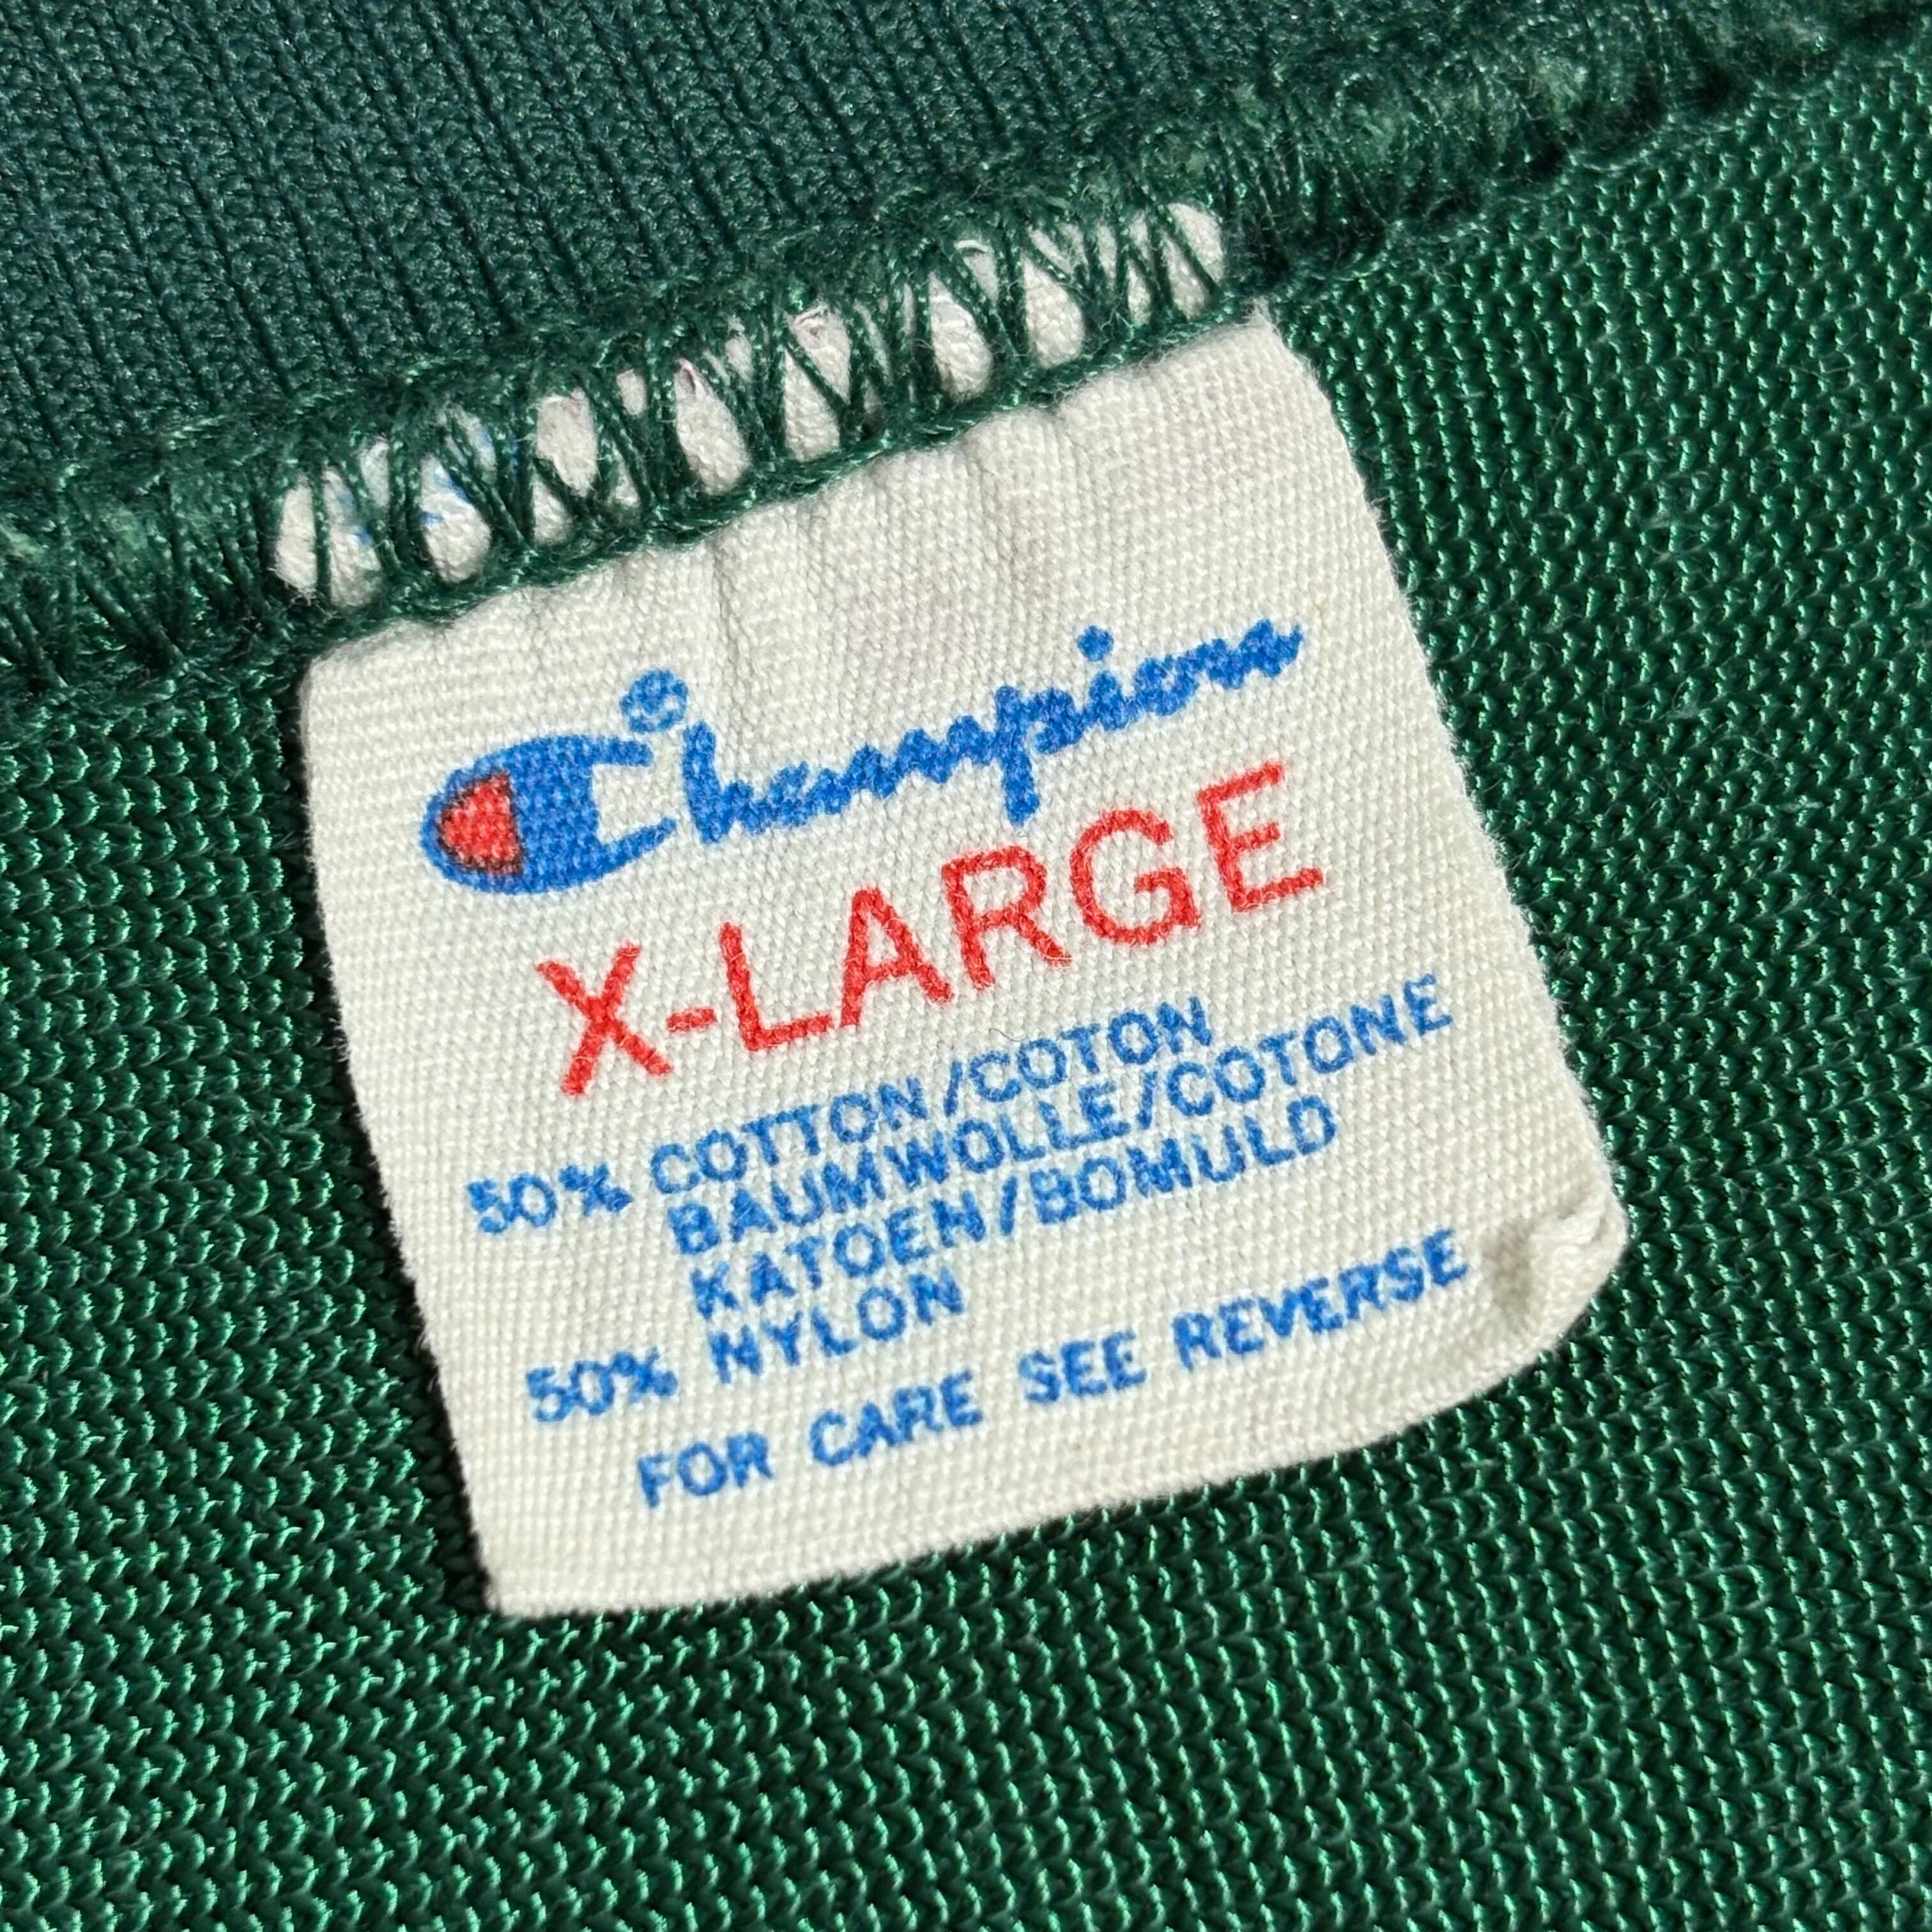 Champion
X-LARGE
50% COTTON/COTON
BAUMWOLLE/COTONE
KATOEN/BOMULD
50% NYLON
FOR CARE SEE REVERSE